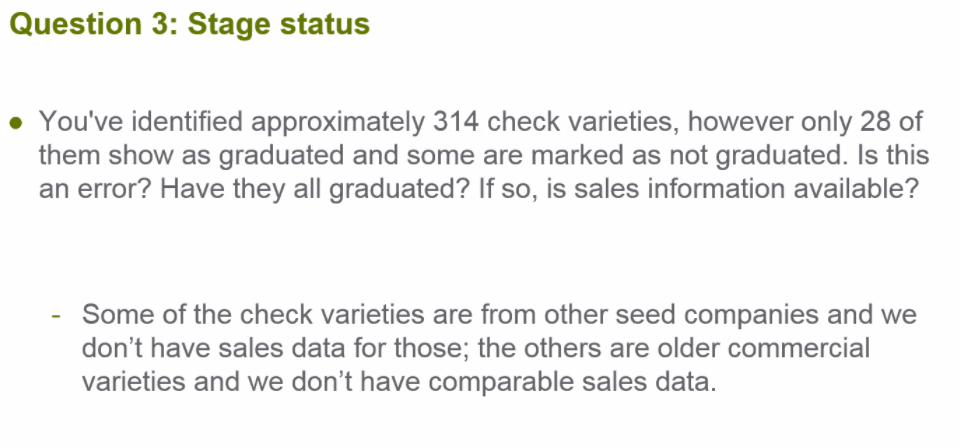 Question 3: Stage status
● You've identified approximately 314 check varieties, however only 28 of
them show as graduated and some are marked as not graduated. Is this
an error? Have they all graduated? If so, is sales information available?
- Some of the check varieties are from other seed companies and we
don’t have sales data for those; the others are older commercial
varieties and we don’t have comparable sales data.